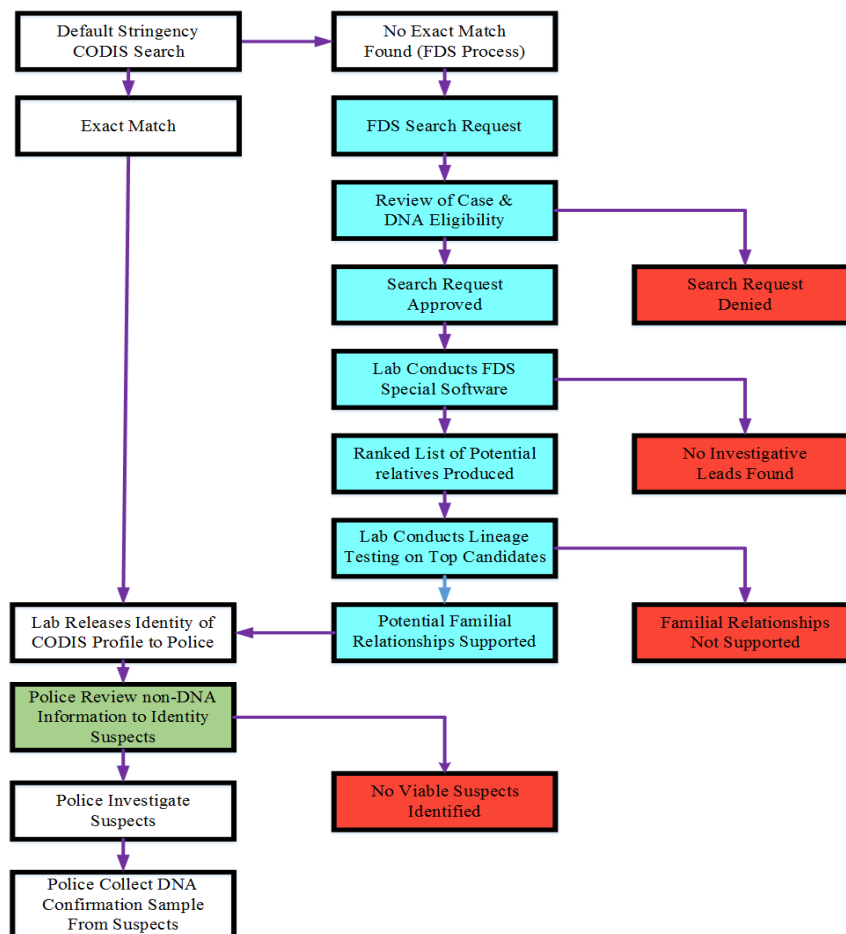 Default Stringency
CODIS Search
No Exact Match
Found (FDS Process)
Exact Match
FDS Search Request
Review of Case &
DNA Eligibility
Search Request
Approved
Search Request
Denied
Lab Conducts FDS
Special Software
Ranked List of Potential
relatives Produced
No Investigative
Leads Found
Lab Conducts Lineage
Testing on Top Candidates
Lab Releases Identity of
CODIS Profile to Police
Potential Familial
Relationships Supported
Familial Relationships
Not Supported
Police Review non-DNA
Information to Identity
Suspects
No Viable Suspects
Identified
Police Investigate
Suspects
Police Collect DNA
Confirmation Sample
From Suspects